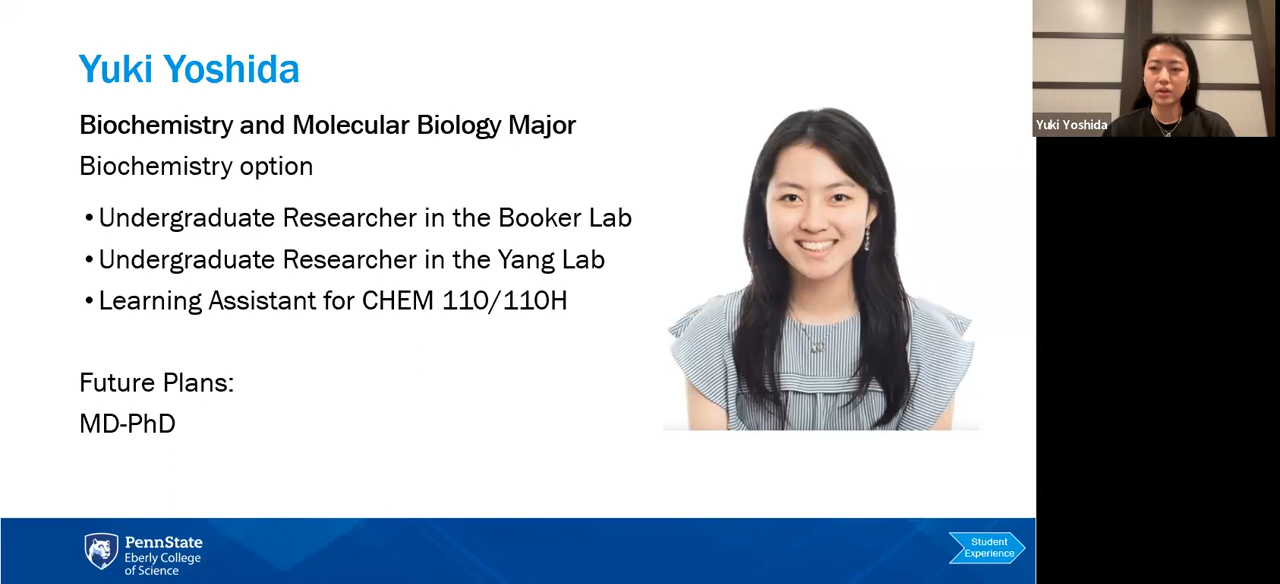 Yuki Yoshida
Biochemistry and Molecular Biology Major
Biochemistry option
• Undergraduate Researcher in the Booker Lab
• Undergraduate Researcher in the Yang Lab
• Learning Assistant for CHEM 110/110H
Future Plans:
MD-PhD
PennState
Eberly College
of Science
Student
Experience
Yuki Yoshida